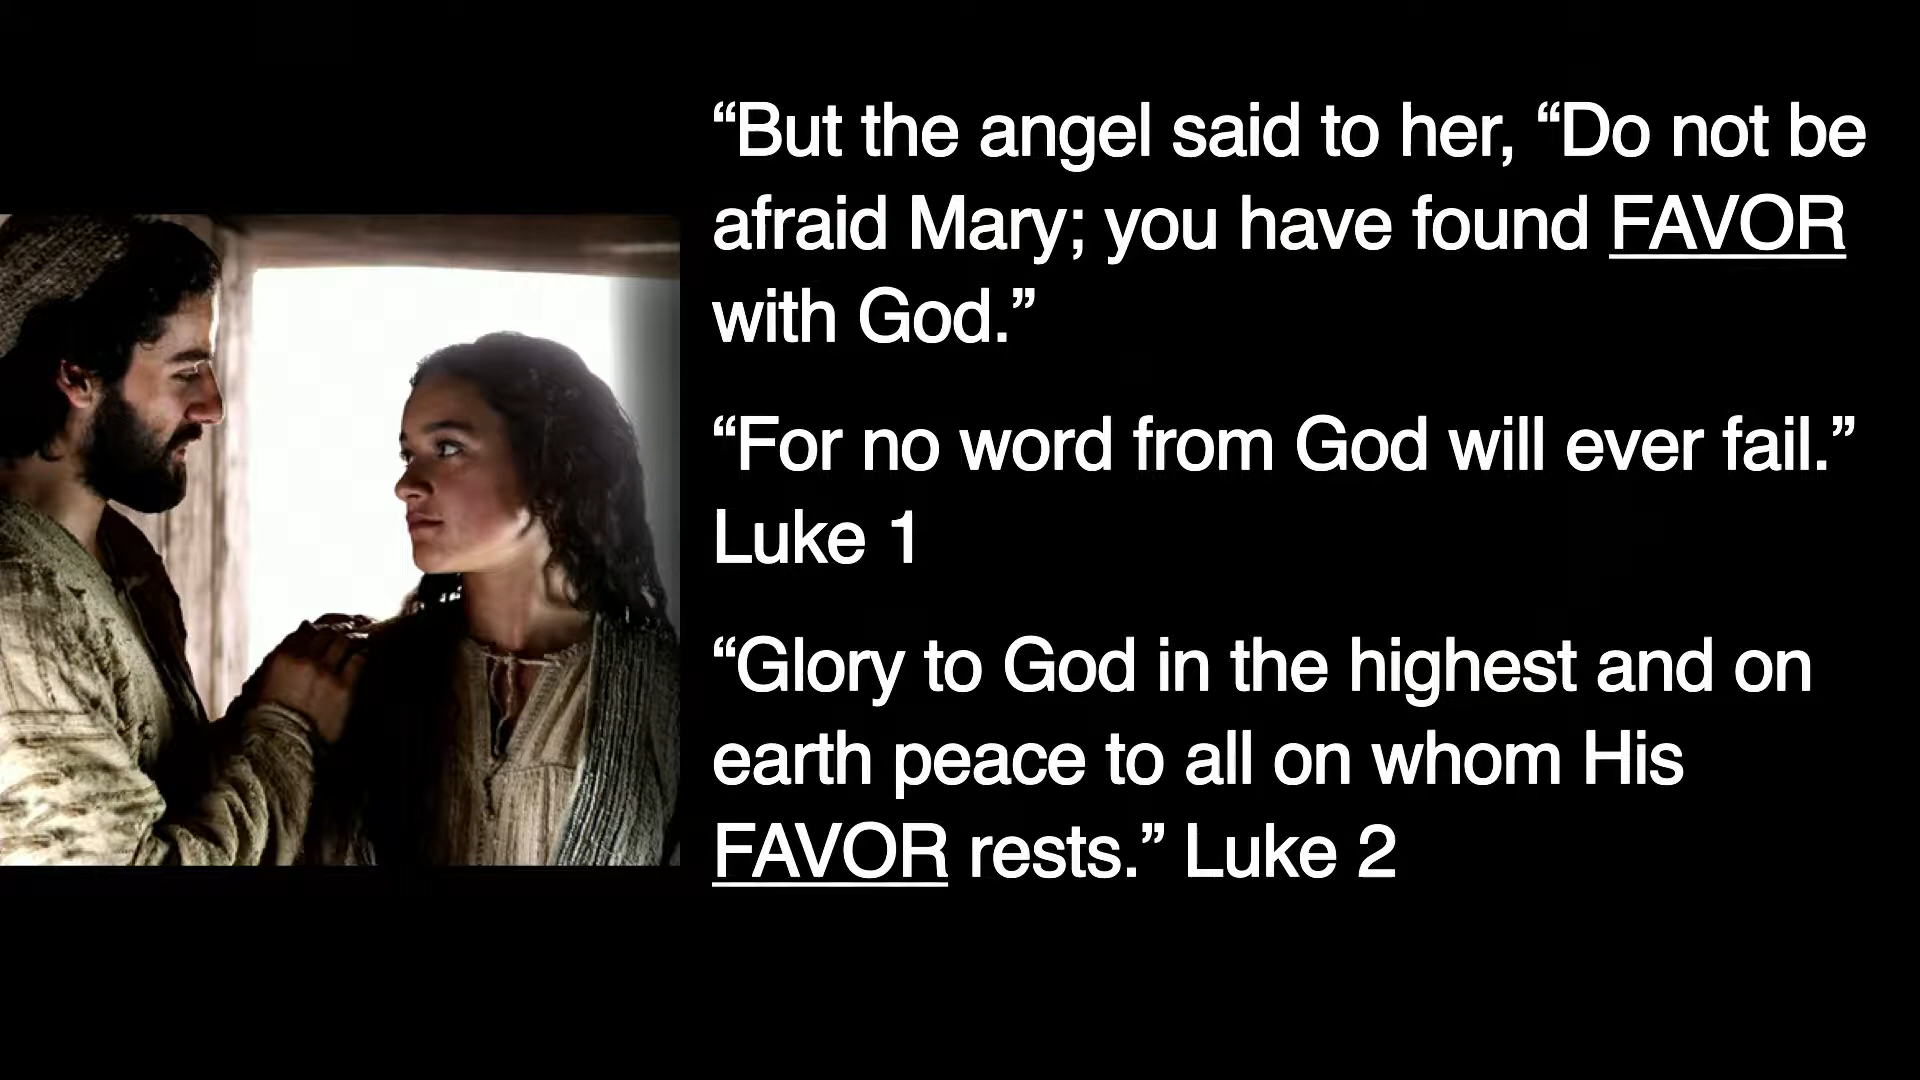 “But the angel said to her, “Do not be
afraid Mary; you have found FAVOR
with God.”
“For no word from God will ever fail.”
Luke 1
“Glory to God in the highest and on
earth peace to all on whom His
FAVOR rests.” Luke 2